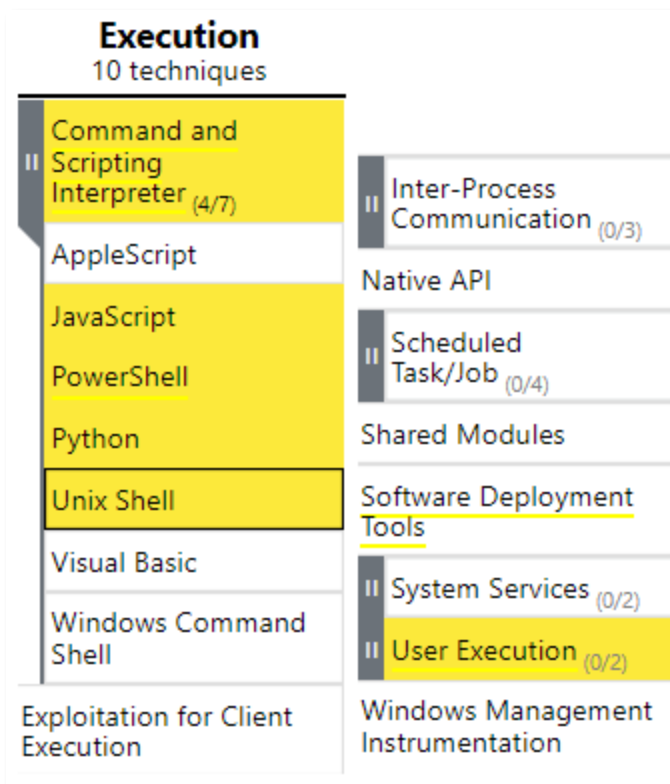 Execution
10 techniques
Command and
Scripting
Interpreter (4/7)
AppleScript
JavaScript
PowerShell
Python
Unix Shell
Visual Basic
Windows Command
Shell
Exploitation for Client
Execution
Inter-Process
Communication (0/3)
Native API
Scheduled
Task/Job (0/4)
Shared Modules
Software Deployment
Tools
System Services (0/2)
User Execution (0/2)
Windows Management
Instrumentation